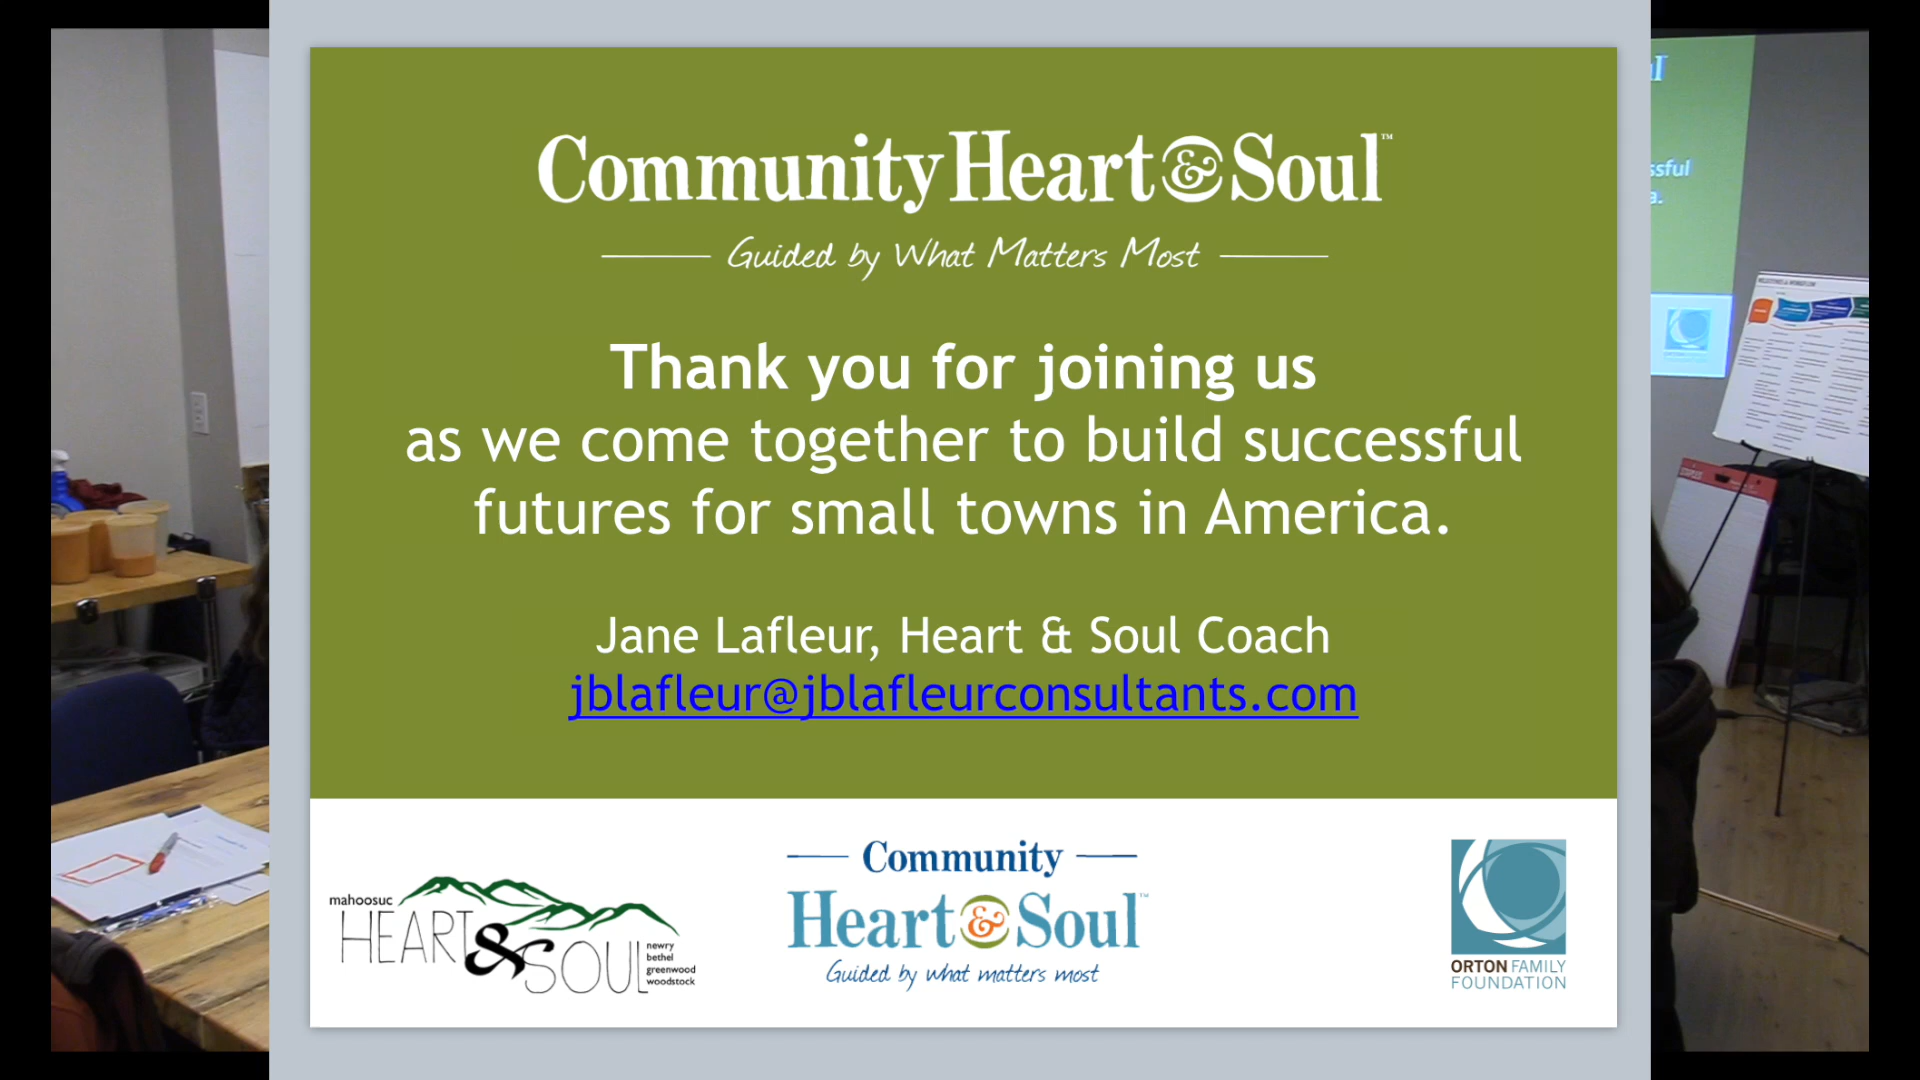 Community Heart & Soul™
Guided by What Matters Most
Thank you for joining us
as we come together to build successful
futures for small towns in America.
Jane Lafleur, Heart & Soul Coach
jblafleur@jblafleurconsultants.com
mahoosuc
HEART & SOUL
newry
bethel
greenwood
woodstock
Community
Heart & Soul™
Guided by what matters most
ORTON FAMILY
FOUNDATION